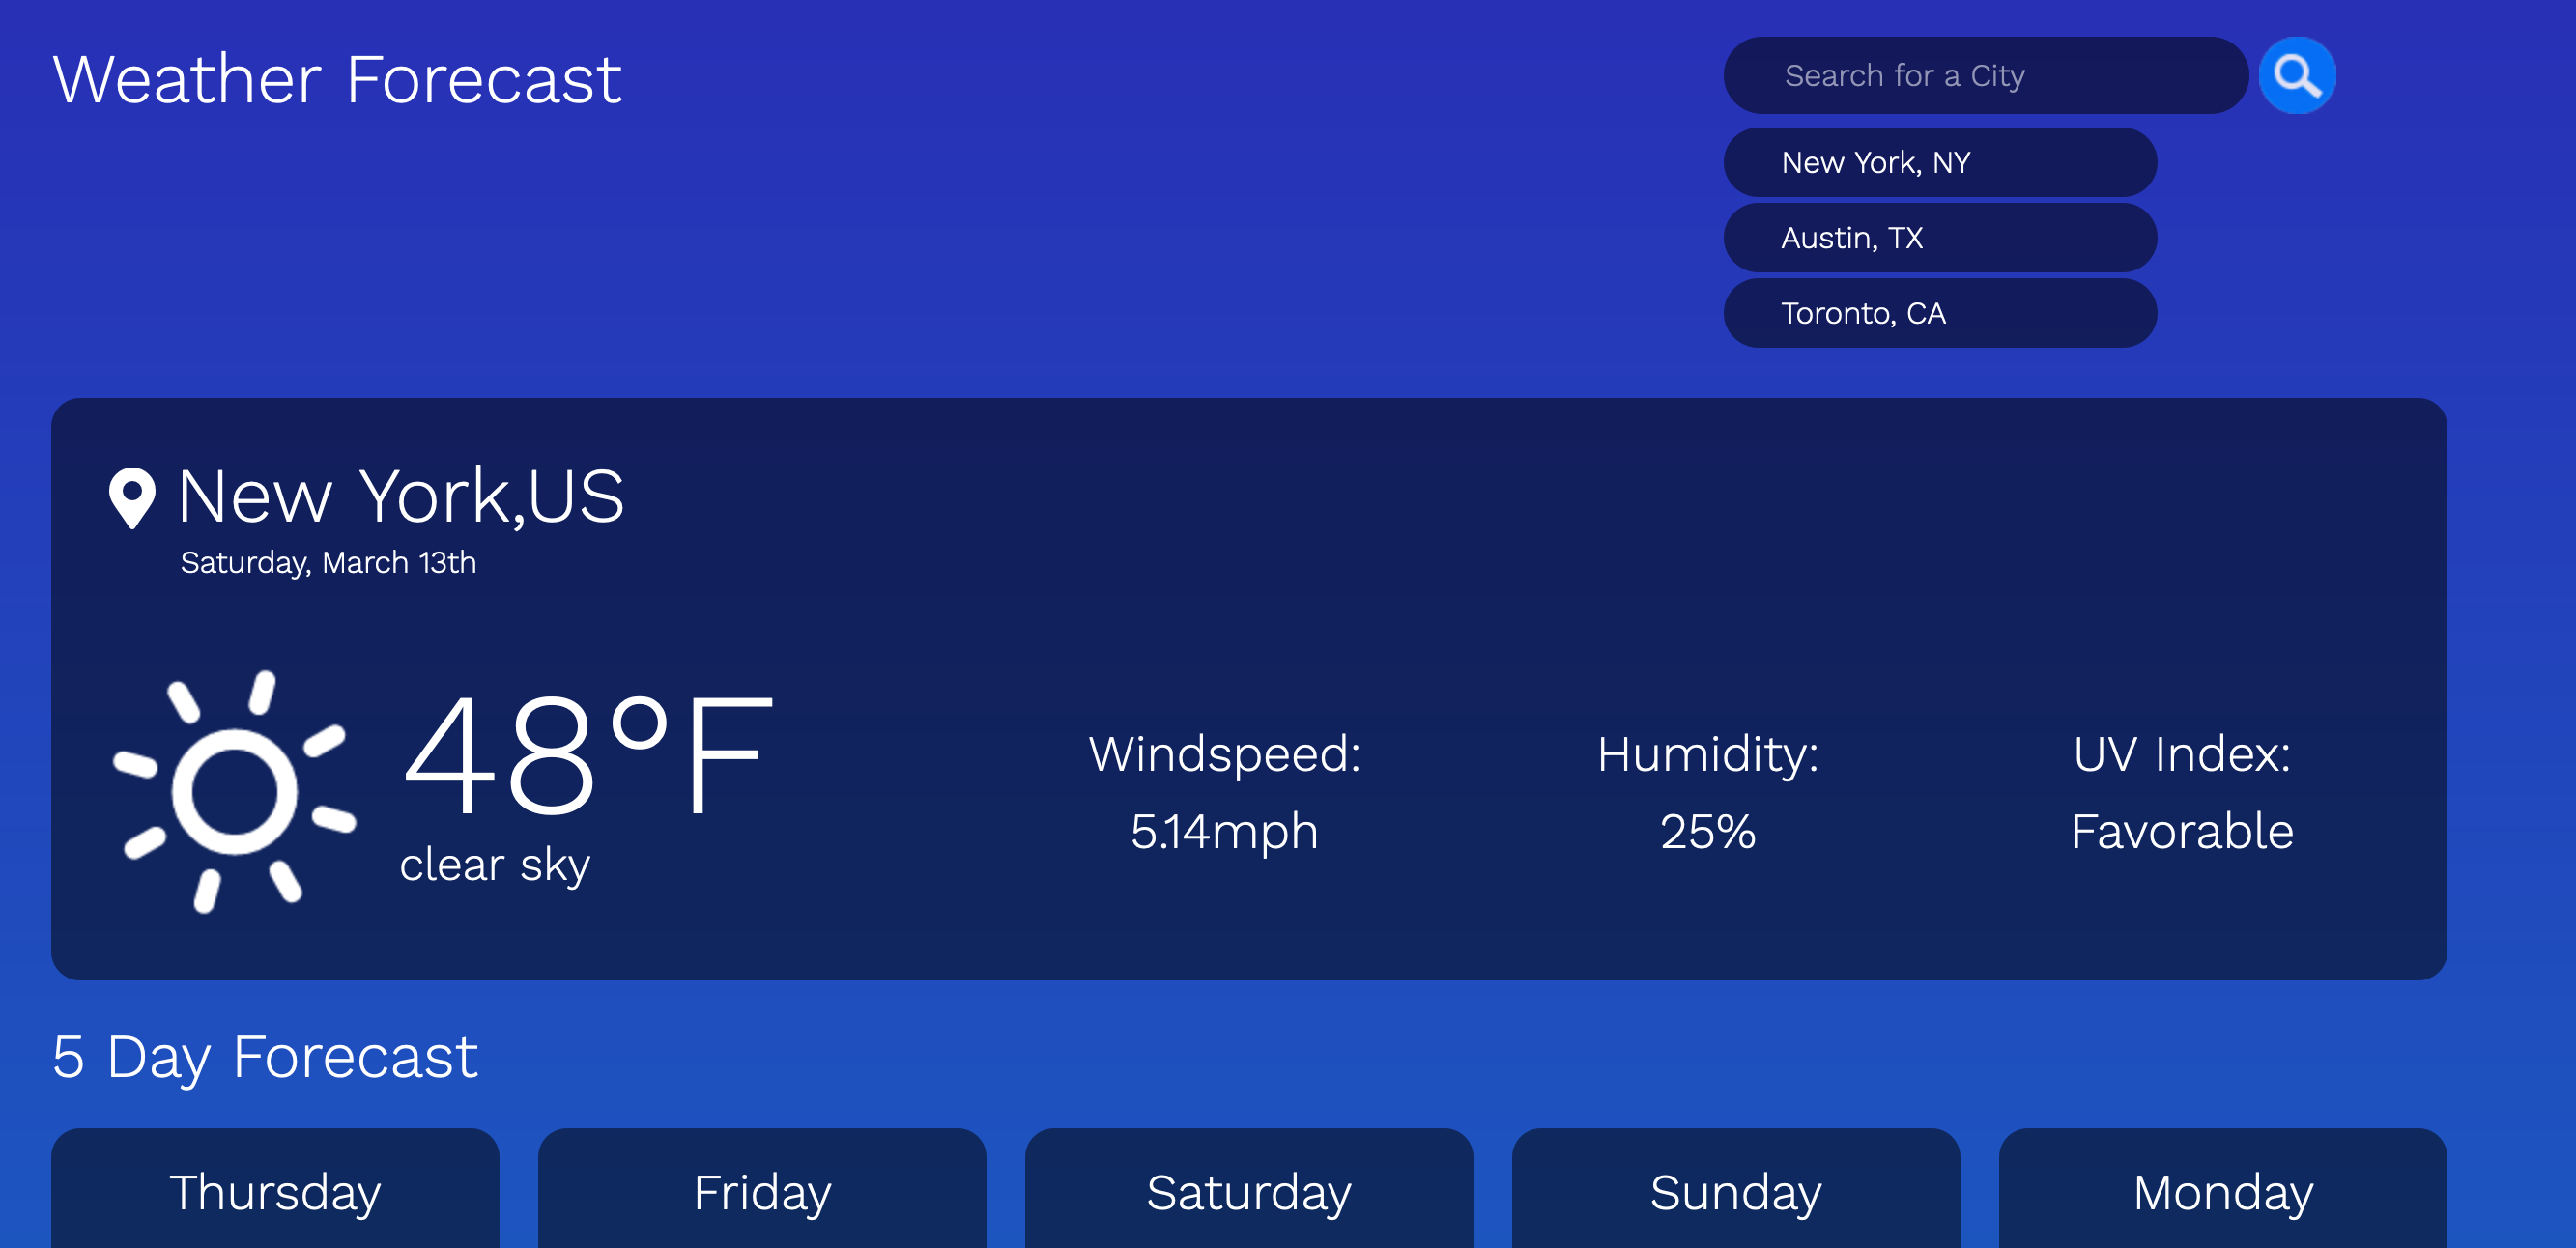 Weather Forecast
Search for a City
New York, NY
Austin, TX
Toronto, CA
New York,US
Saturday, March 13th
48°F
clear sky
Windspeed:
5.14mph
Humidity:
25%
UV Index:
Favorable
5 Day Forecast
Thursday
Friday
Saturday
Sunday
Monday